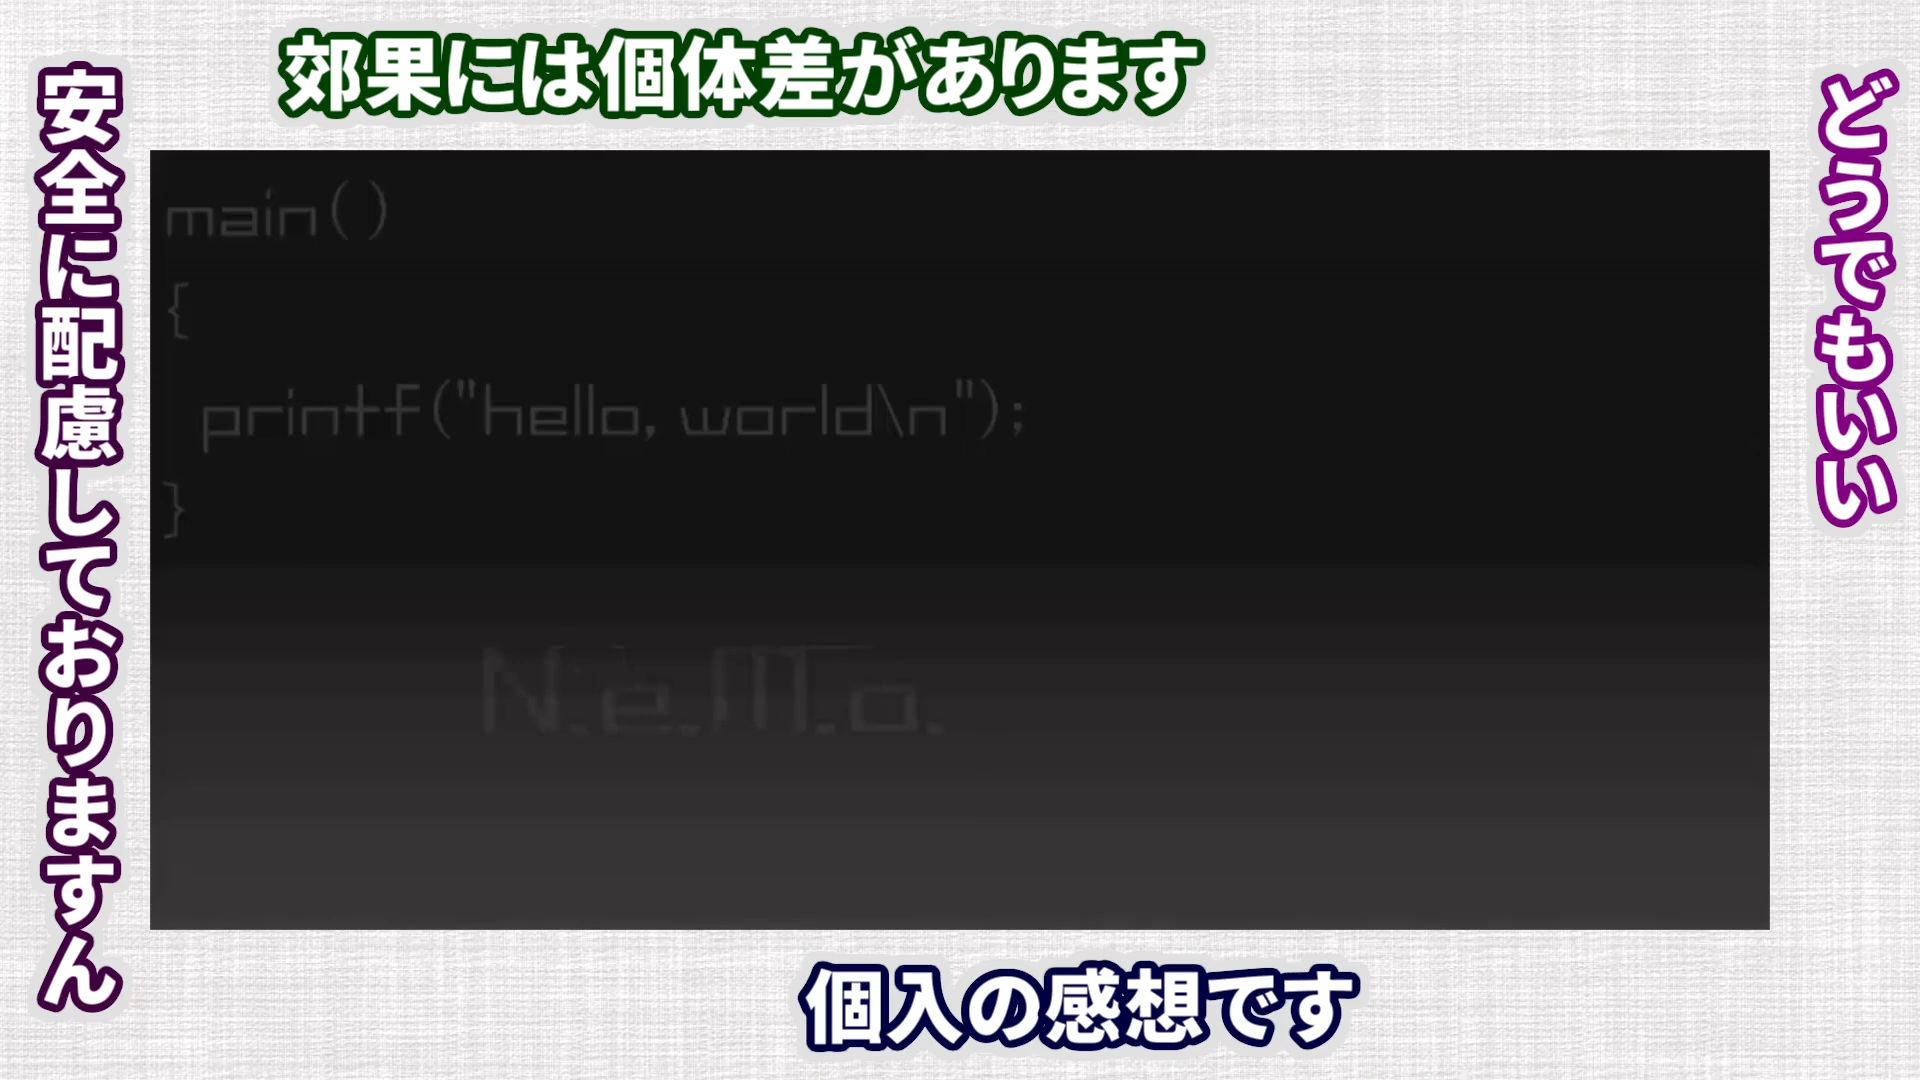 郊果には個体差があります
安全に配慮しておりますん
どうでもいい
main()
{
printf("hello, world\n");
}
N.e.M.o.
個入の感想です